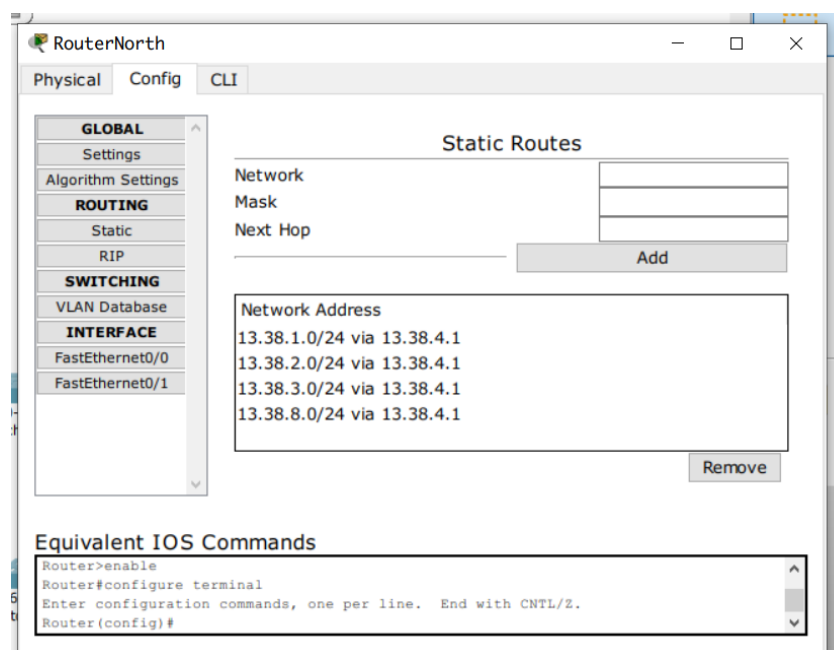 RouterNorth
Physical Config CLI
GLOBAL
Settings
Algorithm Settings
ROUTING
Static
RIP
SWITCHING
VLAN Database
INTERFACE
FastEthernet0/0
FastEthernet0/1
Static Routes
Network
Mask
Next Hop
Add
Network Address
13.38.1.0/24 via 13.38.4.1
13.38.2.0/24 via 13.38.4.1
13.38.3.0/24 via 13.38.4.1
13.38.8.0/24 via 13.38.4.1
Remove
Equivalent IOS Commands
Router>enable
Router#configure terminal
Enter configuration commands, one per line.  End with CNTL/Z.
Router(config)#